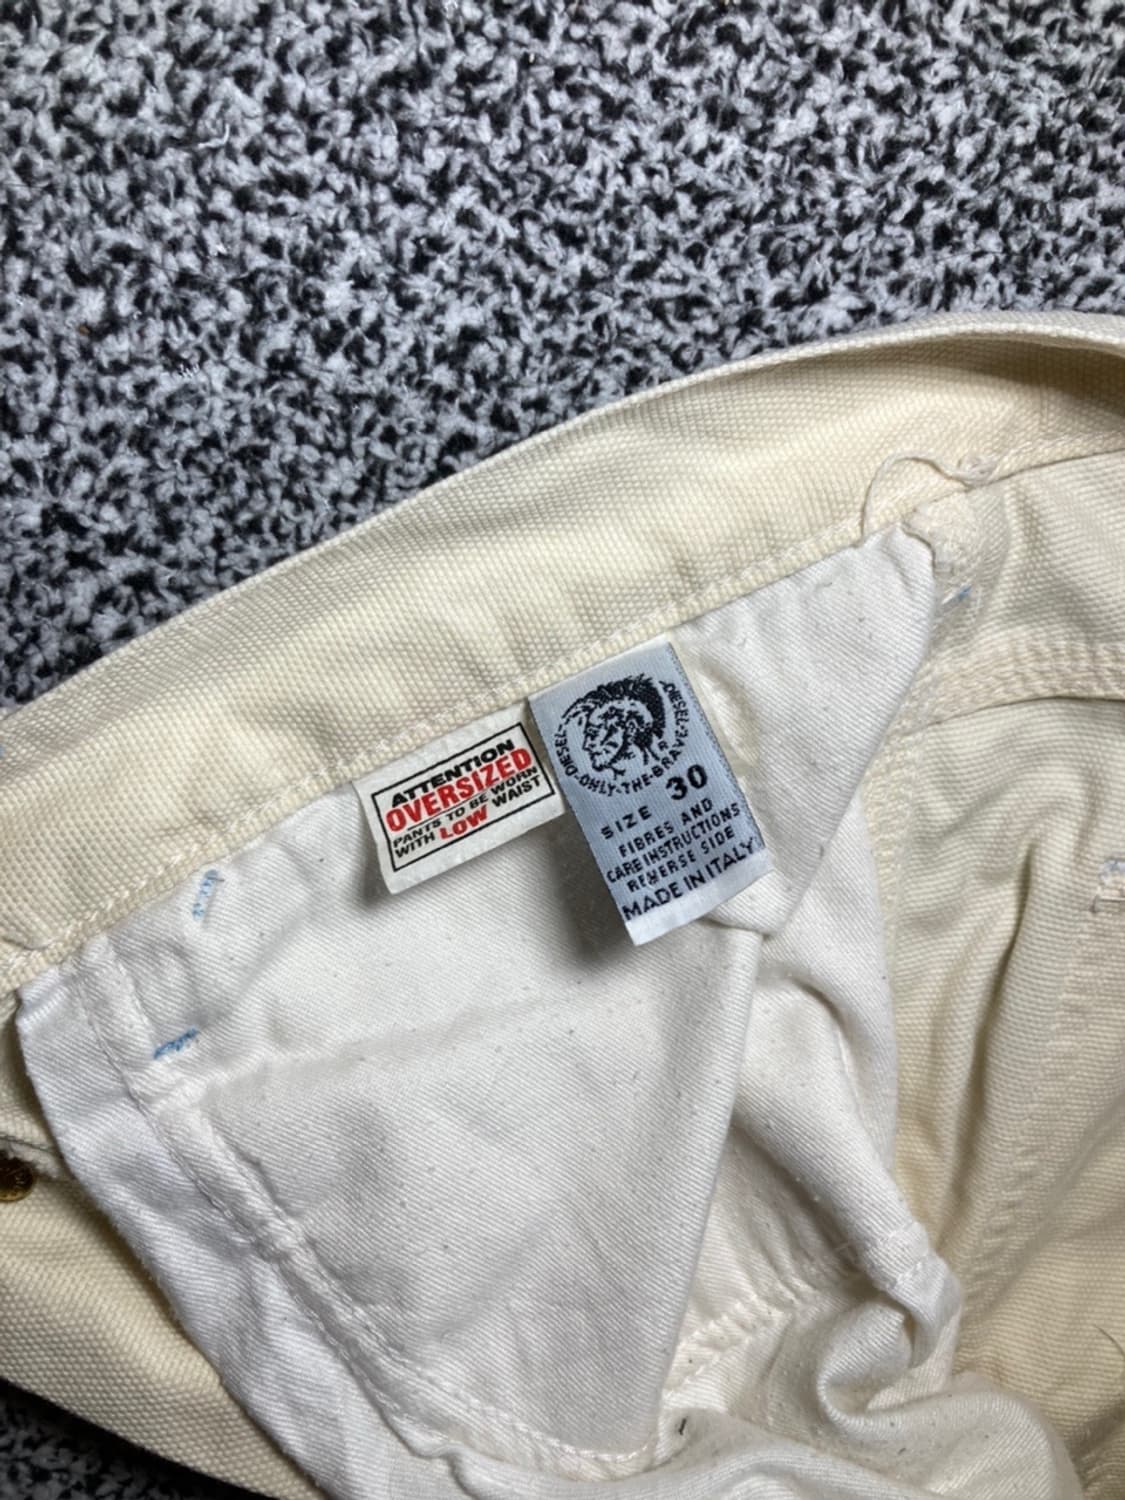 ATTENTION
OVERSIZED
PANTS TO BE WORN
WITH LOW WAIST
DIESEL·ONLY·THE·BRAVE·DIESEL
R
SIZE 30
FIBRES AND
CARE INSTRUCTIONS
REVERSE SIDE
MADE IN ITALY